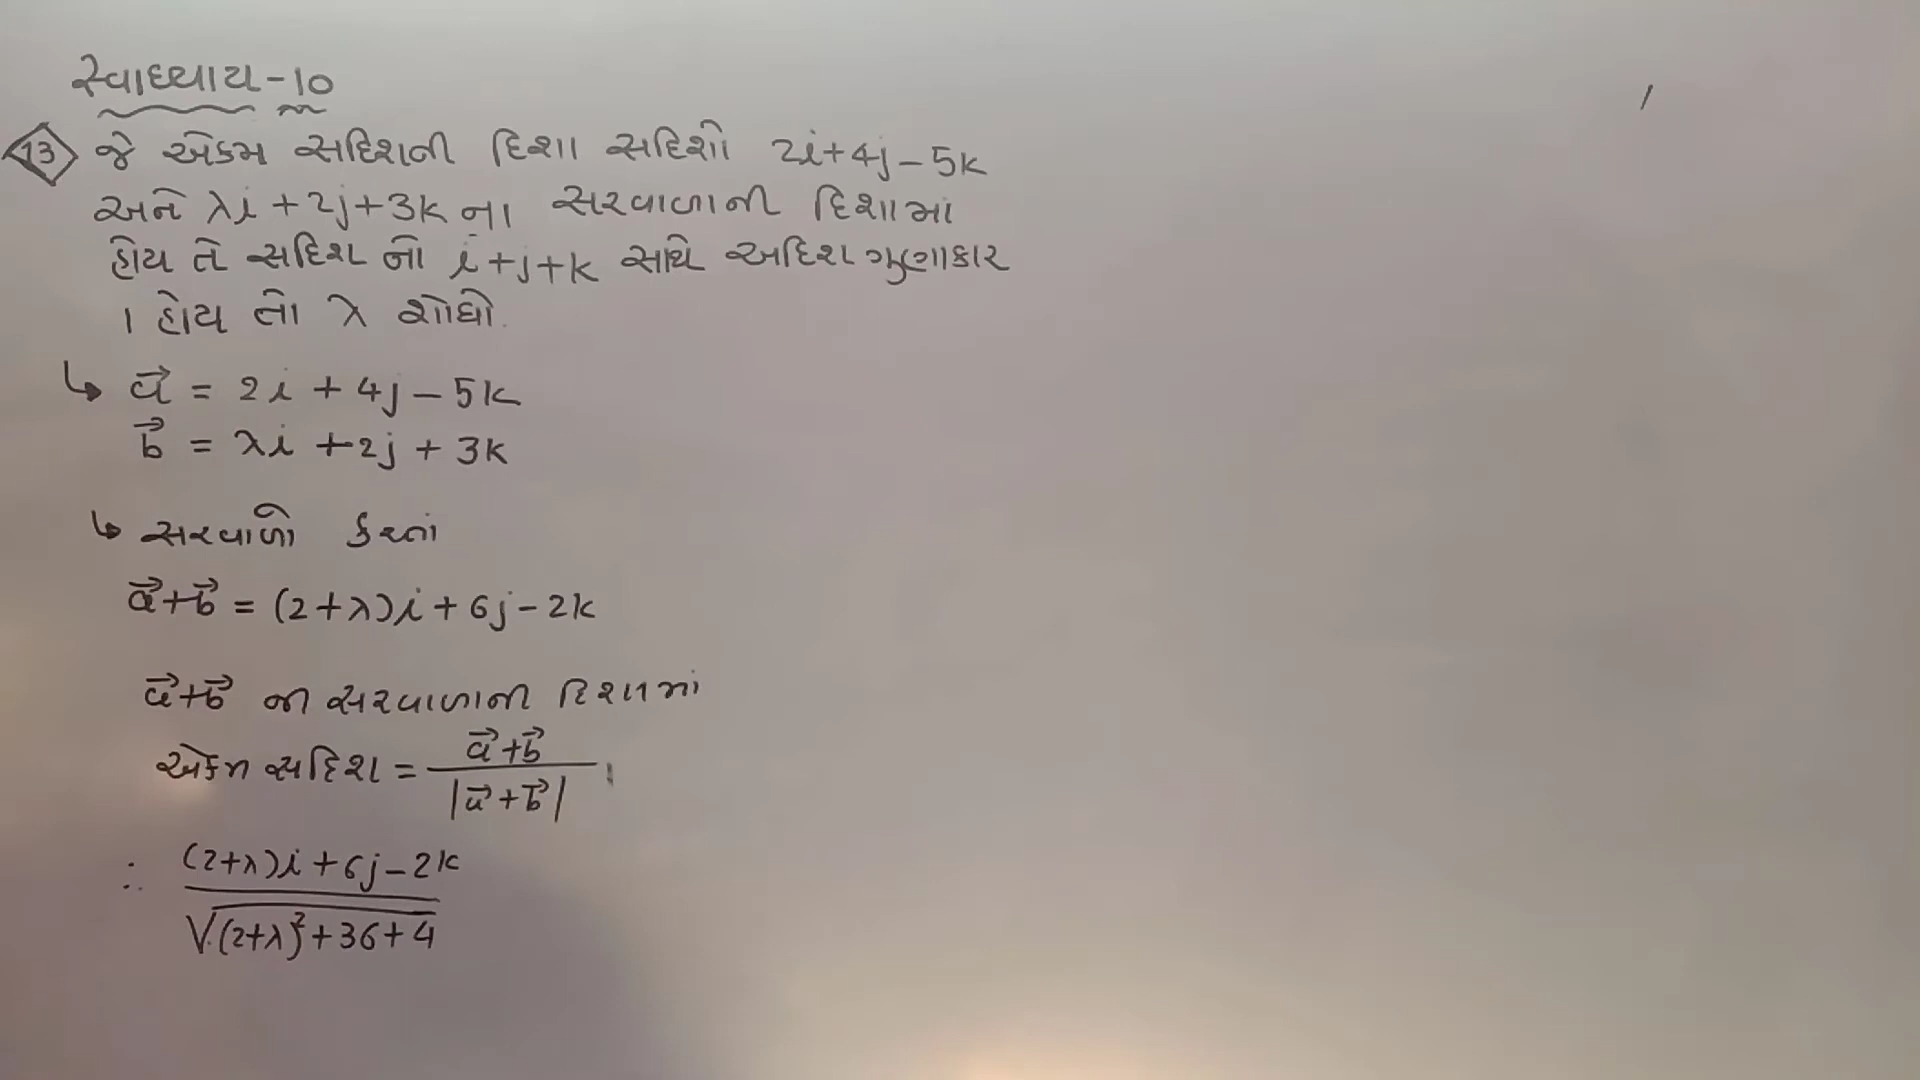 સ્વાધ્યાય-10
13 જે એકમ સદિશની દિશા સદિશો 2i+4j-5k
અને λi+2j+3k ના સરવાળાની દિશામાં
હોય તે સદિશ નો i+j+k સાથે અદિશ ગુણાકાર
1 હોય તો λ શોધો.
↳ a⃗ = 2i + 4j - 5k
b⃗ = λi + 2j + 3k
↳ સરવાળો કરતાં
a⃗+b⃗ = (2+λ)i + 6j - 2k
a⃗+b⃗ ના સરવાળાની દિશામાં
એકમ સદિશ = (a⃗+b⃗)/|a⃗+b⃗|
∴ ((2+λ)i + 6j - 2k)/√((2+λ)² + 36 + 4)